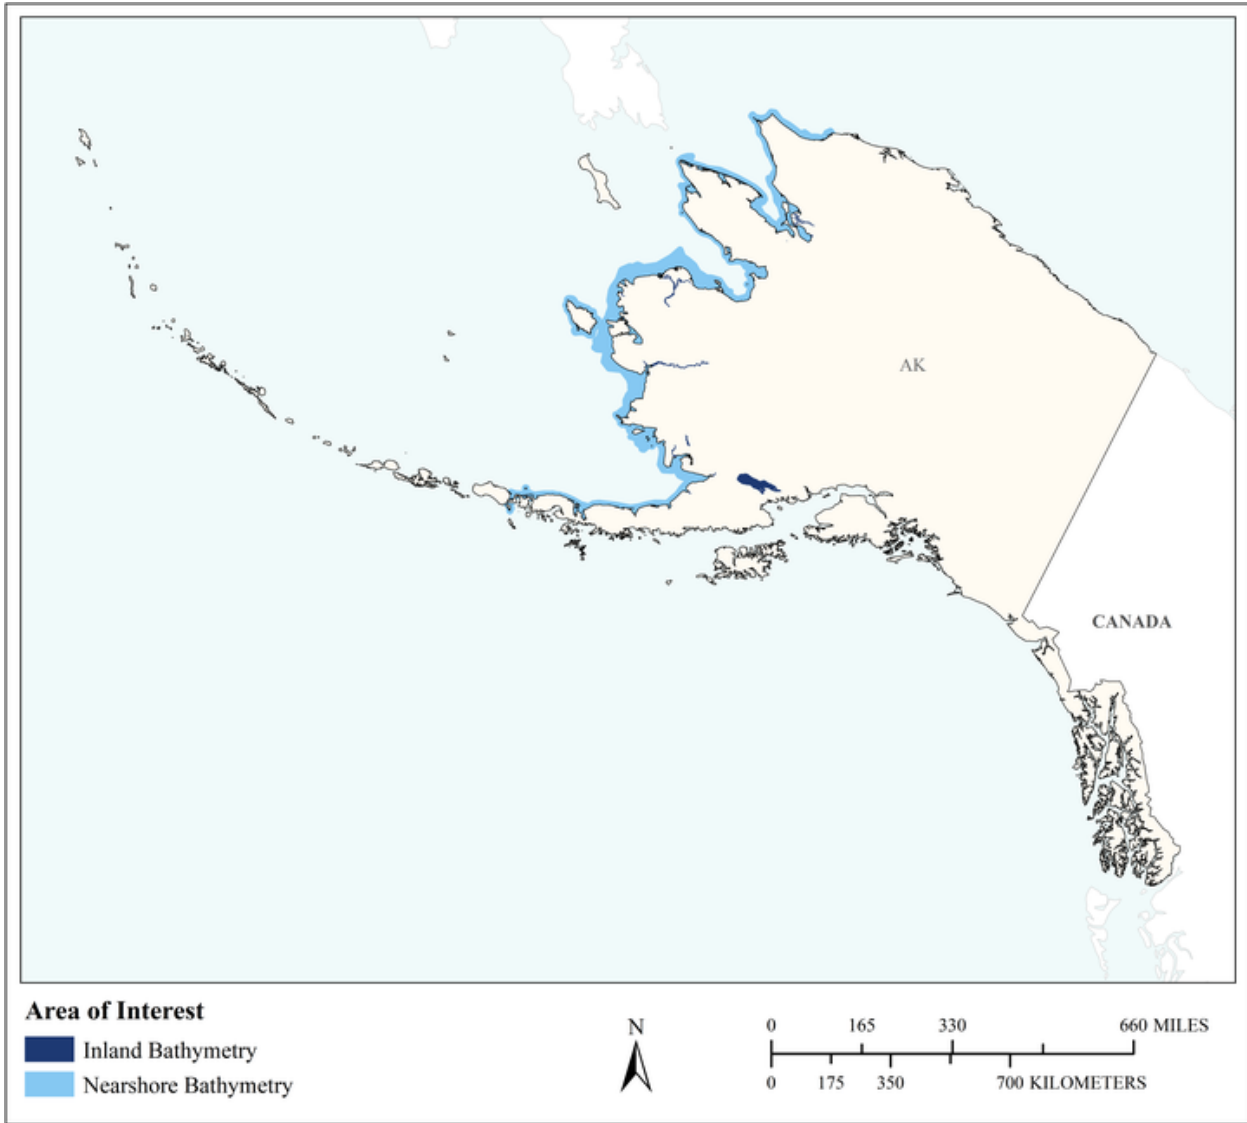 AK
CANADA
Area of Interest
Inland Bathymetry
Nearshore Bathymetry
N
0 165 330 660 MILES
0 175 350 700 KILOMETERS